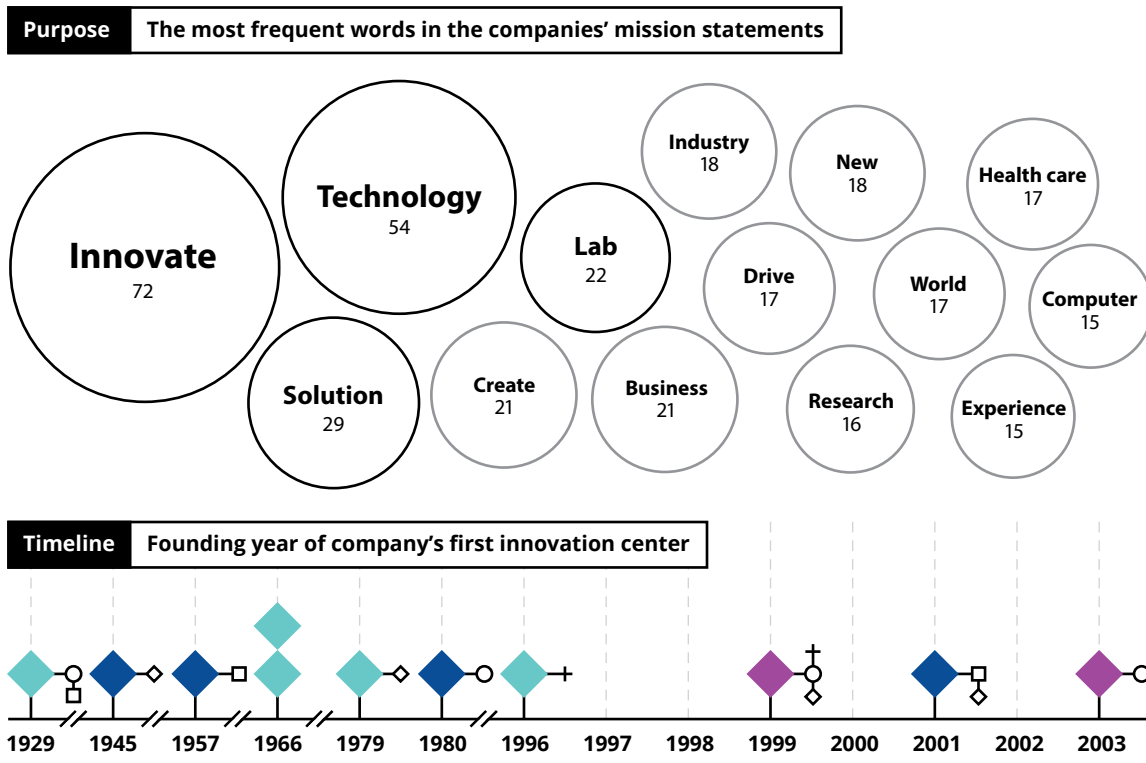 Purpose The most frequent words in the companies’ mission statements
Innovate
72
Technology
54
Solution
29
Lab
22
Create
21
Business
21
Industry
18
New
18
Health care
17
Drive
17
World
17
Computer
15
Research
16
Experience
15
Timeline Founding year of company’s first innovation center
1929 1945 1957 1966 1979 1980 1996 1997 1998 1999 2000 2001 2002 2003